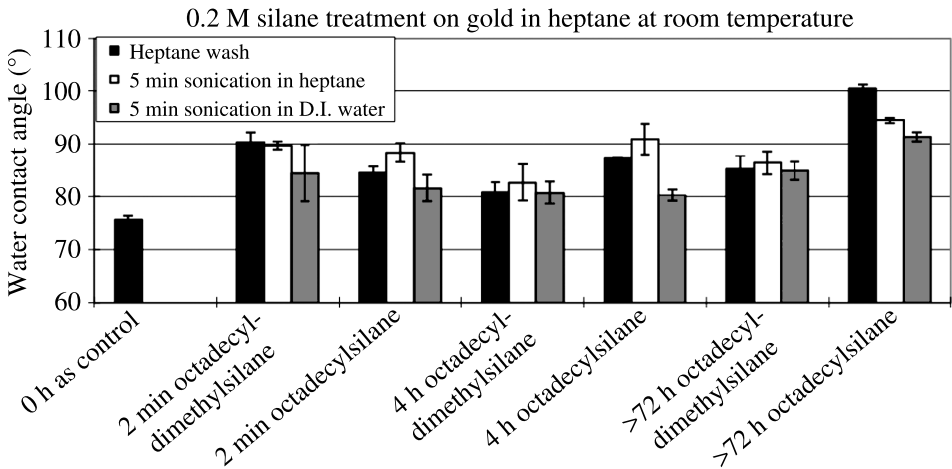 0.2 M silane treatment on gold in heptane at room temperature
Water contact angle (°)
110
100
90
80
70
60
Heptane wash
5 min sonication in heptane
5 min sonication in D.I. water
0 h as control
2 min octadecyl-
dimethylsilane
2 min octadecylsilane
4 h octadecyl-
dimethylsilane
4 h octadecylsilane
>72 h octadecyl-
dimethylsilane
>72 h octadecylsilane